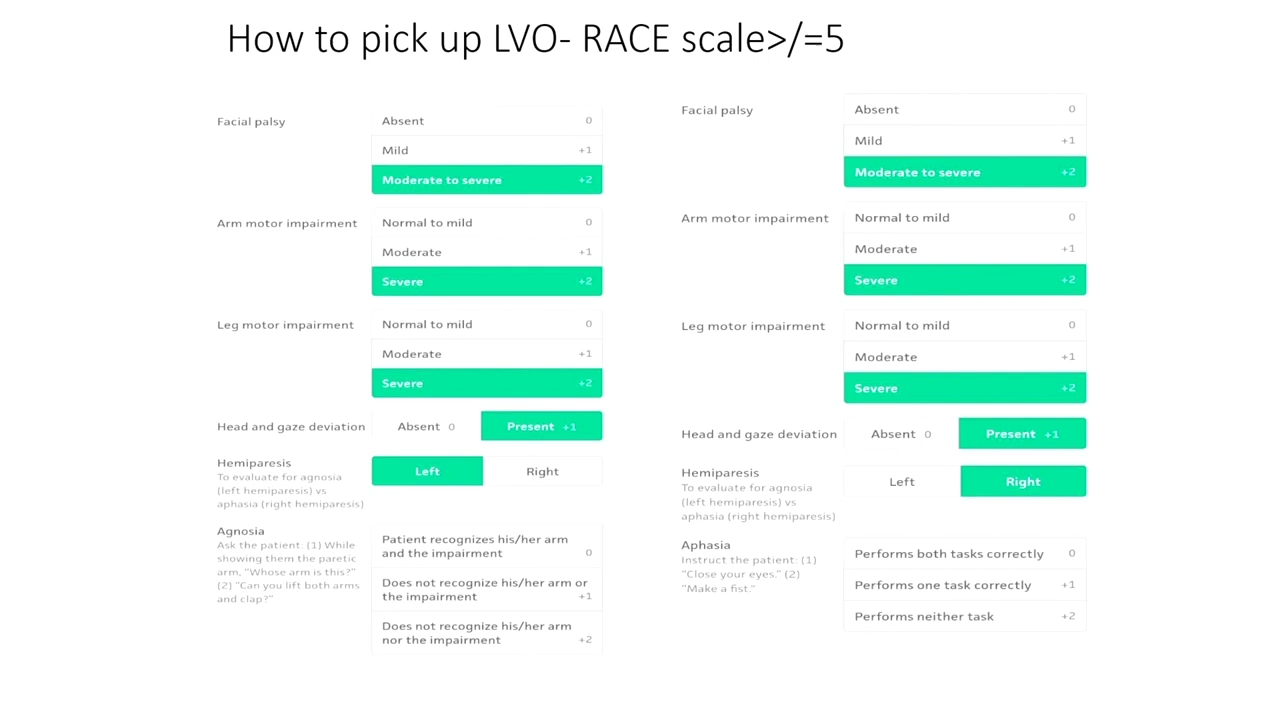 How to pick up LVO- RACE scale>/=5
Facial palsy
Absent 0
Mild +1
Moderate to severe +2
Arm motor impairment
Normal to mild 0
Moderate +1
Severe +2
Leg motor impairment
Normal to mild 0
Moderate +1
Severe +2
Head and gaze deviation
Absent 0
Present +1
Hemiparesis
To evaluate for agnosia
(left hemiparesis) vs
aphasia (right hemiparesis)
Left
Right
Agnosia
Ask the patient: (1) While
showing them the paretic
arm, "Whose arm is this?"
(2) "Can you lift both arms
and clap?"
Patient recognizes his/her arm
and the impairment 0
Does not recognize his/her arm or
the impairment +1
Does not recognize his/her arm
nor the impairment +2
Facial palsy
Absent 0
Mild +1
Moderate to severe +2
Arm motor impairment
Normal to mild 0
Moderate +1
Severe +2
Leg motor impairment
Normal to mild 0
Moderate +1
Severe +2
Head and gaze deviation
Absent 0
Present +1
Hemiparesis
To evaluate for agnosia
(left hemiparesis) vs
aphasia (right hemiparesis)
Left
Right
Aphasia
Instruct the patient: (1)
"Close your eyes." (2)
"Make a fist."
Performs both tasks correctly 0
Performs one task correctly +1
Performs neither task +2